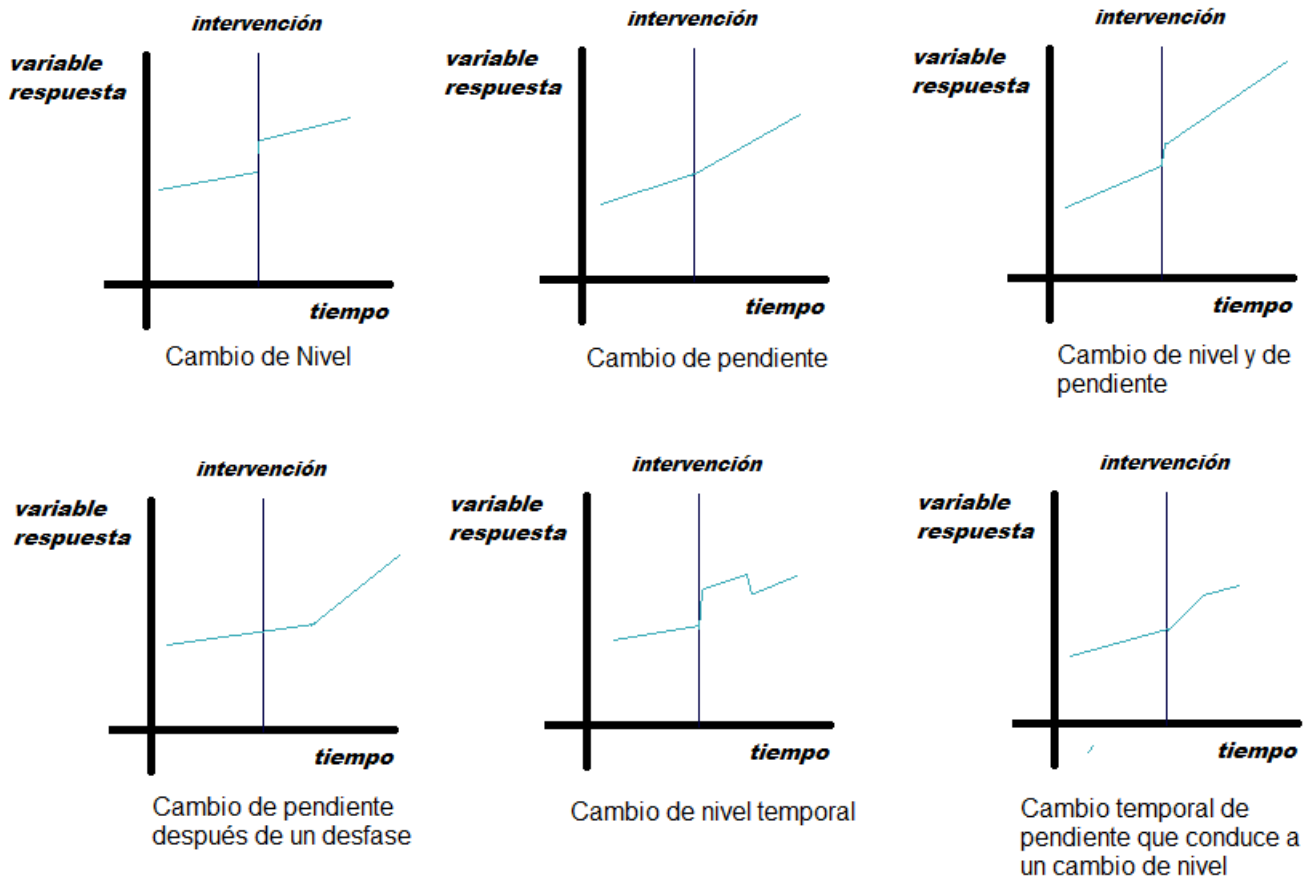 intervención
variable
respuesta
tiempo
Cambio de Nivel
intervención
variable
respuesta
tiempo
Cambio de pendiente
intervención
variable
respuesta
tiempo
Cambio de nivel y de
pendiente
intervención
variable
respuesta
tiempo
Cambio de pendiente
después de un desfase
intervención
variable
respuesta
tiempo
Cambio de nivel temporal
intervención
variable
respuesta
tiempo
Cambio temporal de
pendiente que conduce a
un cambio de nivel